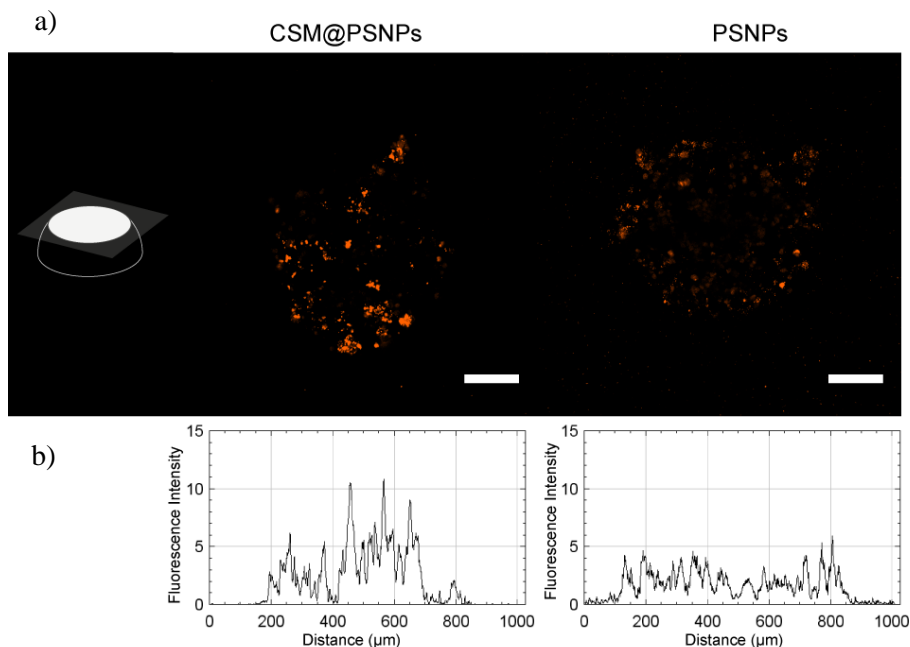 a)
CSM@PSNPs
PSNPs
b)
15
10
5
0
Fluorescence Intensity
0 200 400 600 800 1000
Distance (µm)
15
10
5
0
Fluorescence Intensity
0 200 400 600 800 1000
Distance (µm)